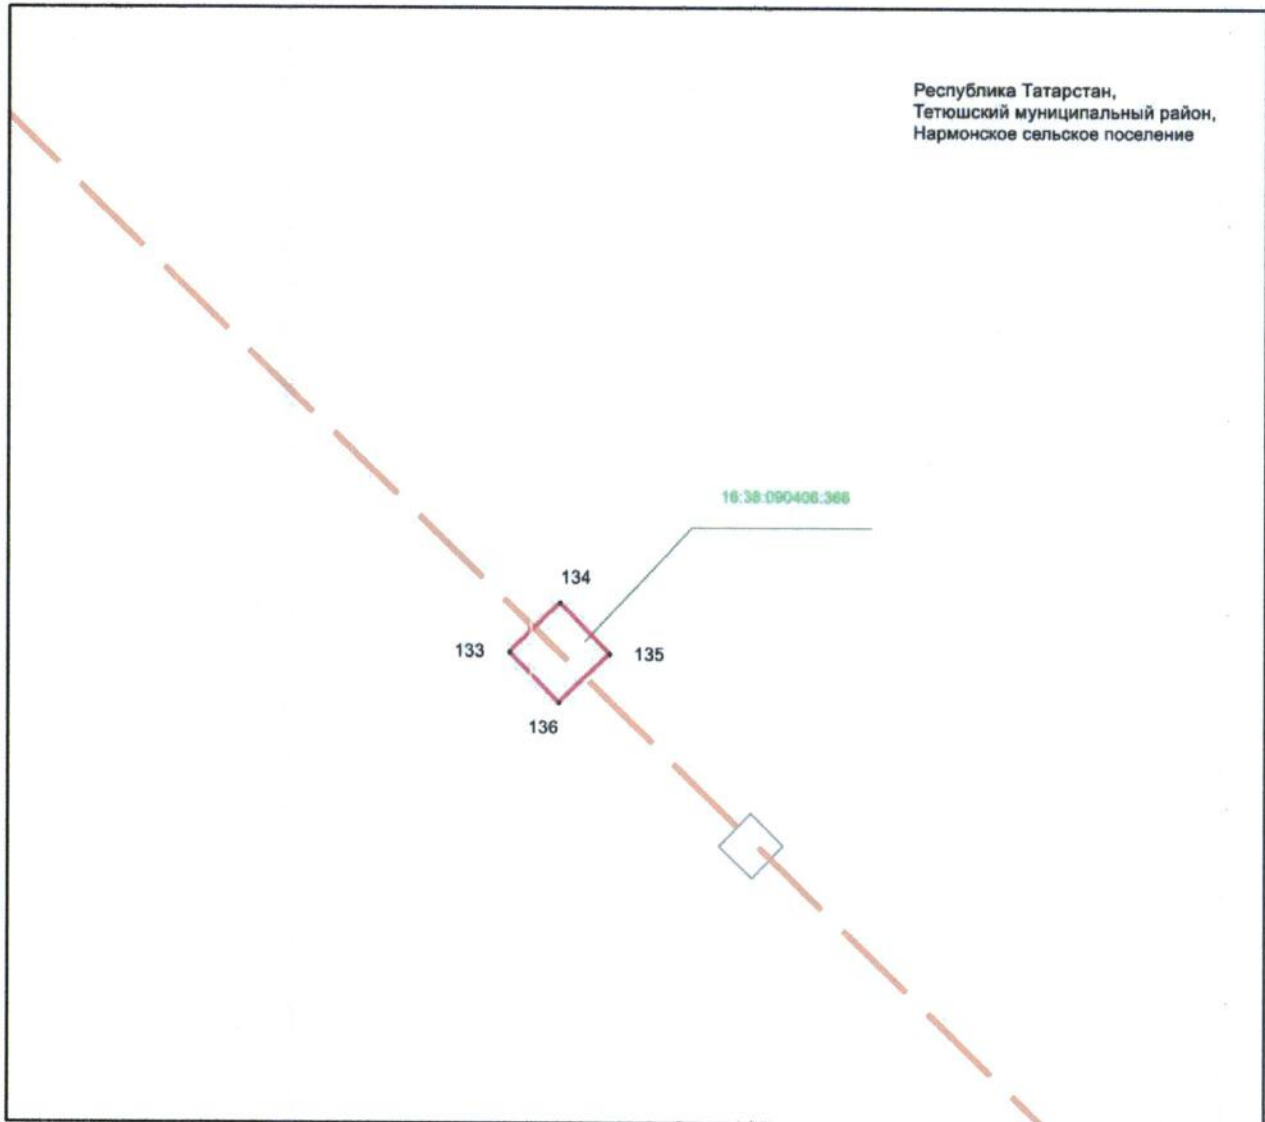 Республика Татарстан,
Тетюшский муниципальный район,
Нармонское сельское поселение
16:38:090406:366
134
133
135
136